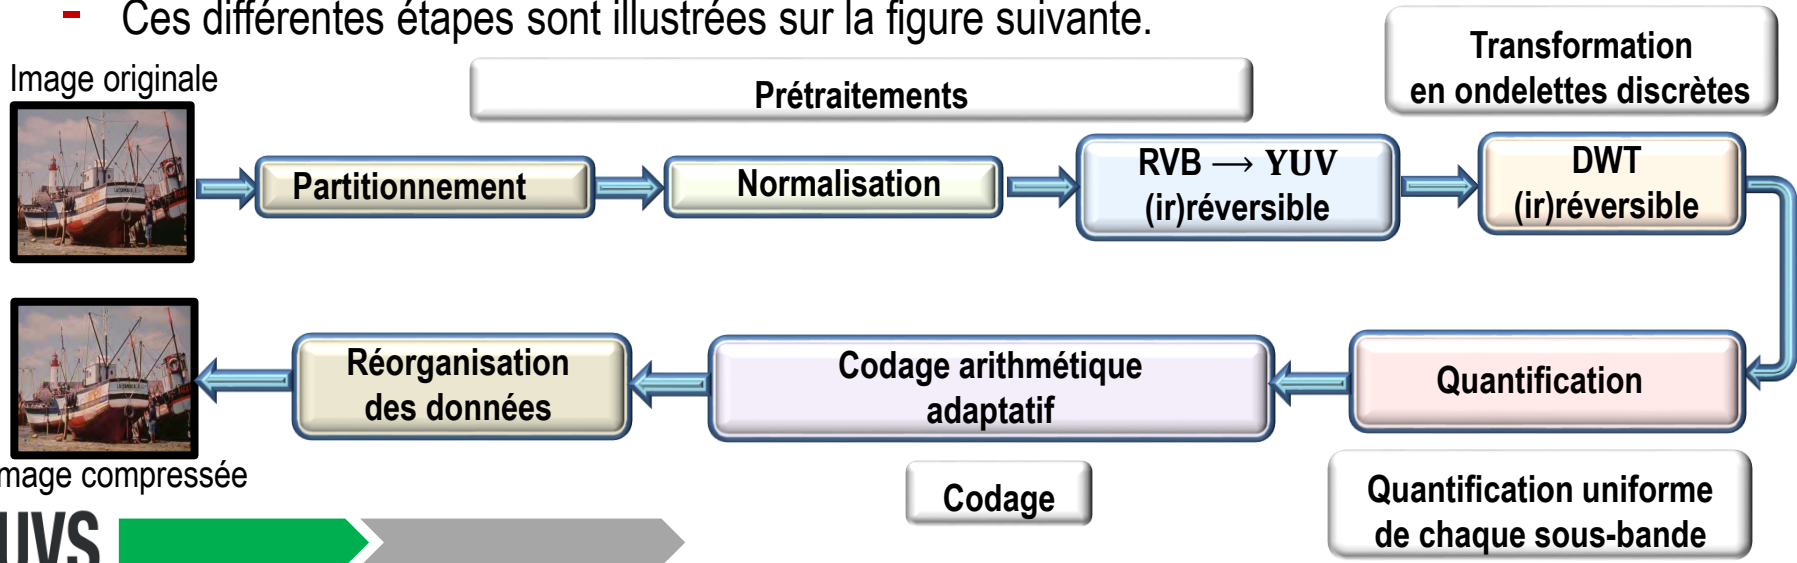 - Ces différentes étapes sont illustrées sur la figure suivante.
Image originale
Prétraitements
Transformation
en ondelettes discrètes
Partitionnement
Normalisation
RVB → YUV
(ir)réversible
DWT
(ir)réversible
Réorganisation
des données
Codage arithmétique
adaptatif
Quantification
mage compressée
Codage
Quantification uniforme
de chaque sous-bande
UVS